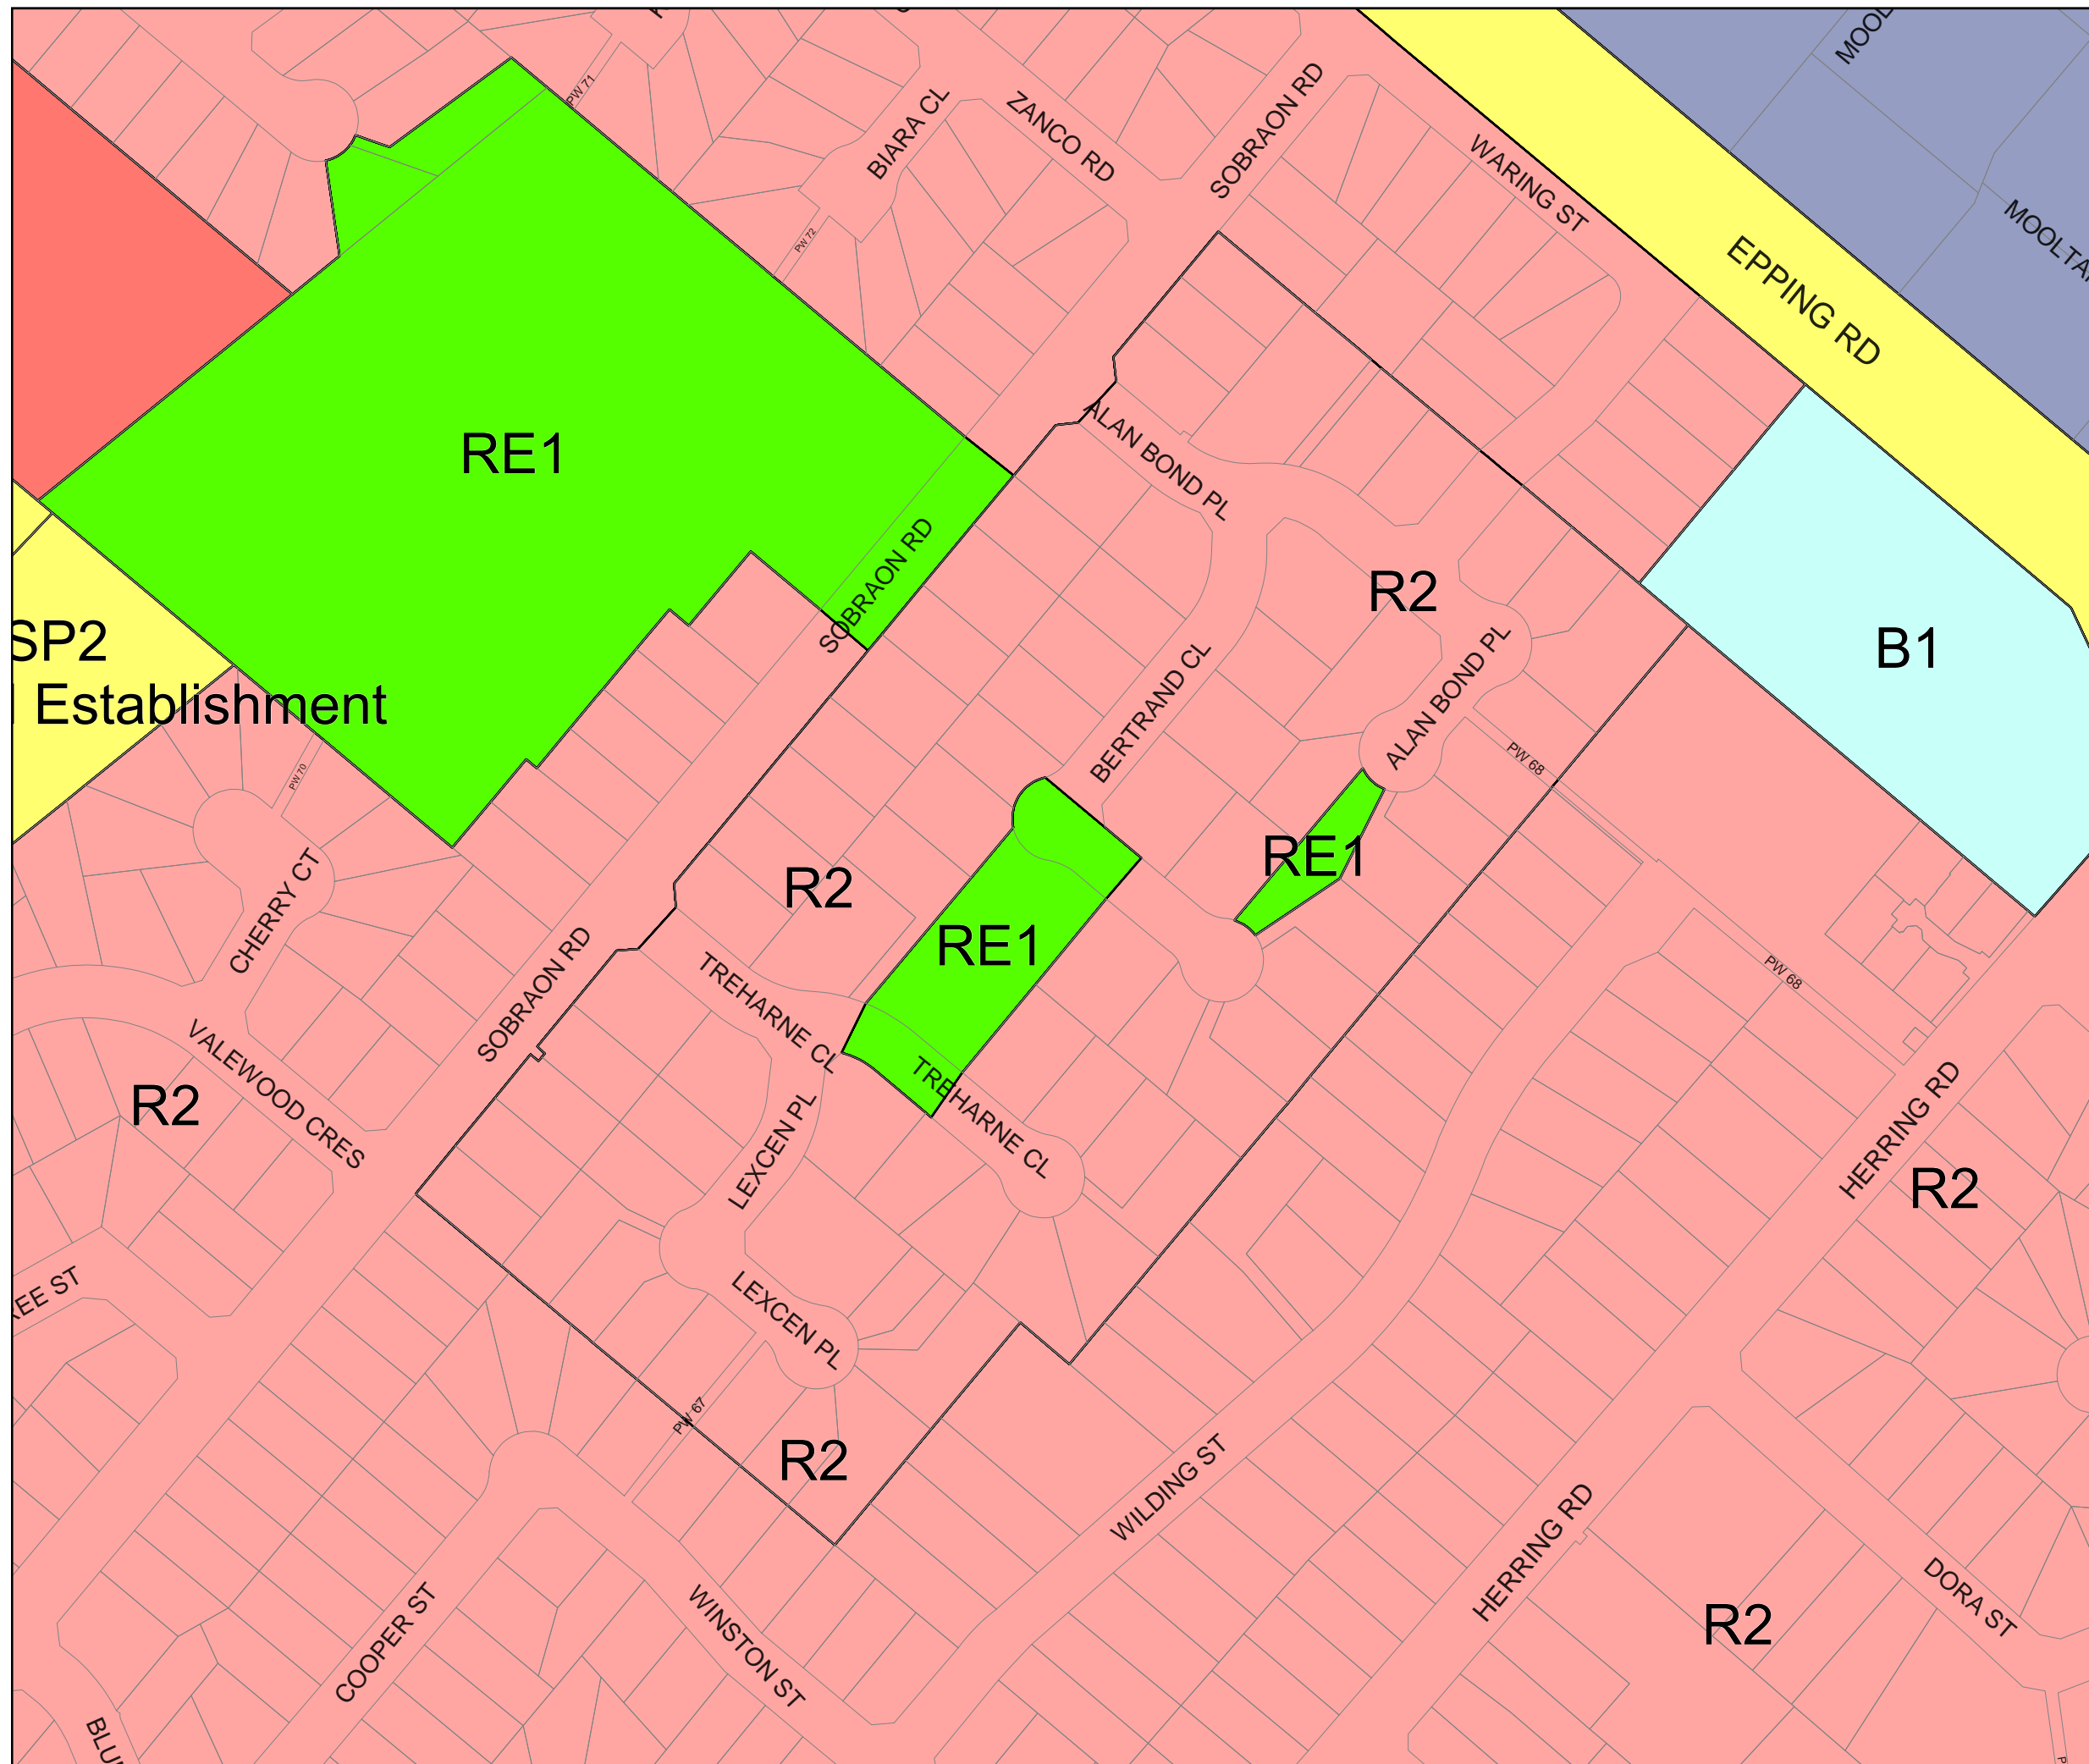 PW 71
BIARA CL
ZANCO RD
SOBRAON RD
WARING ST
PW 72
EPPING RD
RE1
ALAN BOND PL
SOBRAON RD
R2
SP2
Establishment
B1
BERTRAND CL
ALAN BOND PL
PW 68
PW 70
RE1
R2
RE1
CHERRY CT
SOBRAON RD
TREHARNE CL
PW 68
VALEWOOD CRES
R2
TREHARNE CL
LEXCEN PL
HERRING RD
R2
LEXCEN PL
PW 67
R2
WILDING ST
HERRING RD
COOPER ST
WINSTON ST
DORA ST
R2